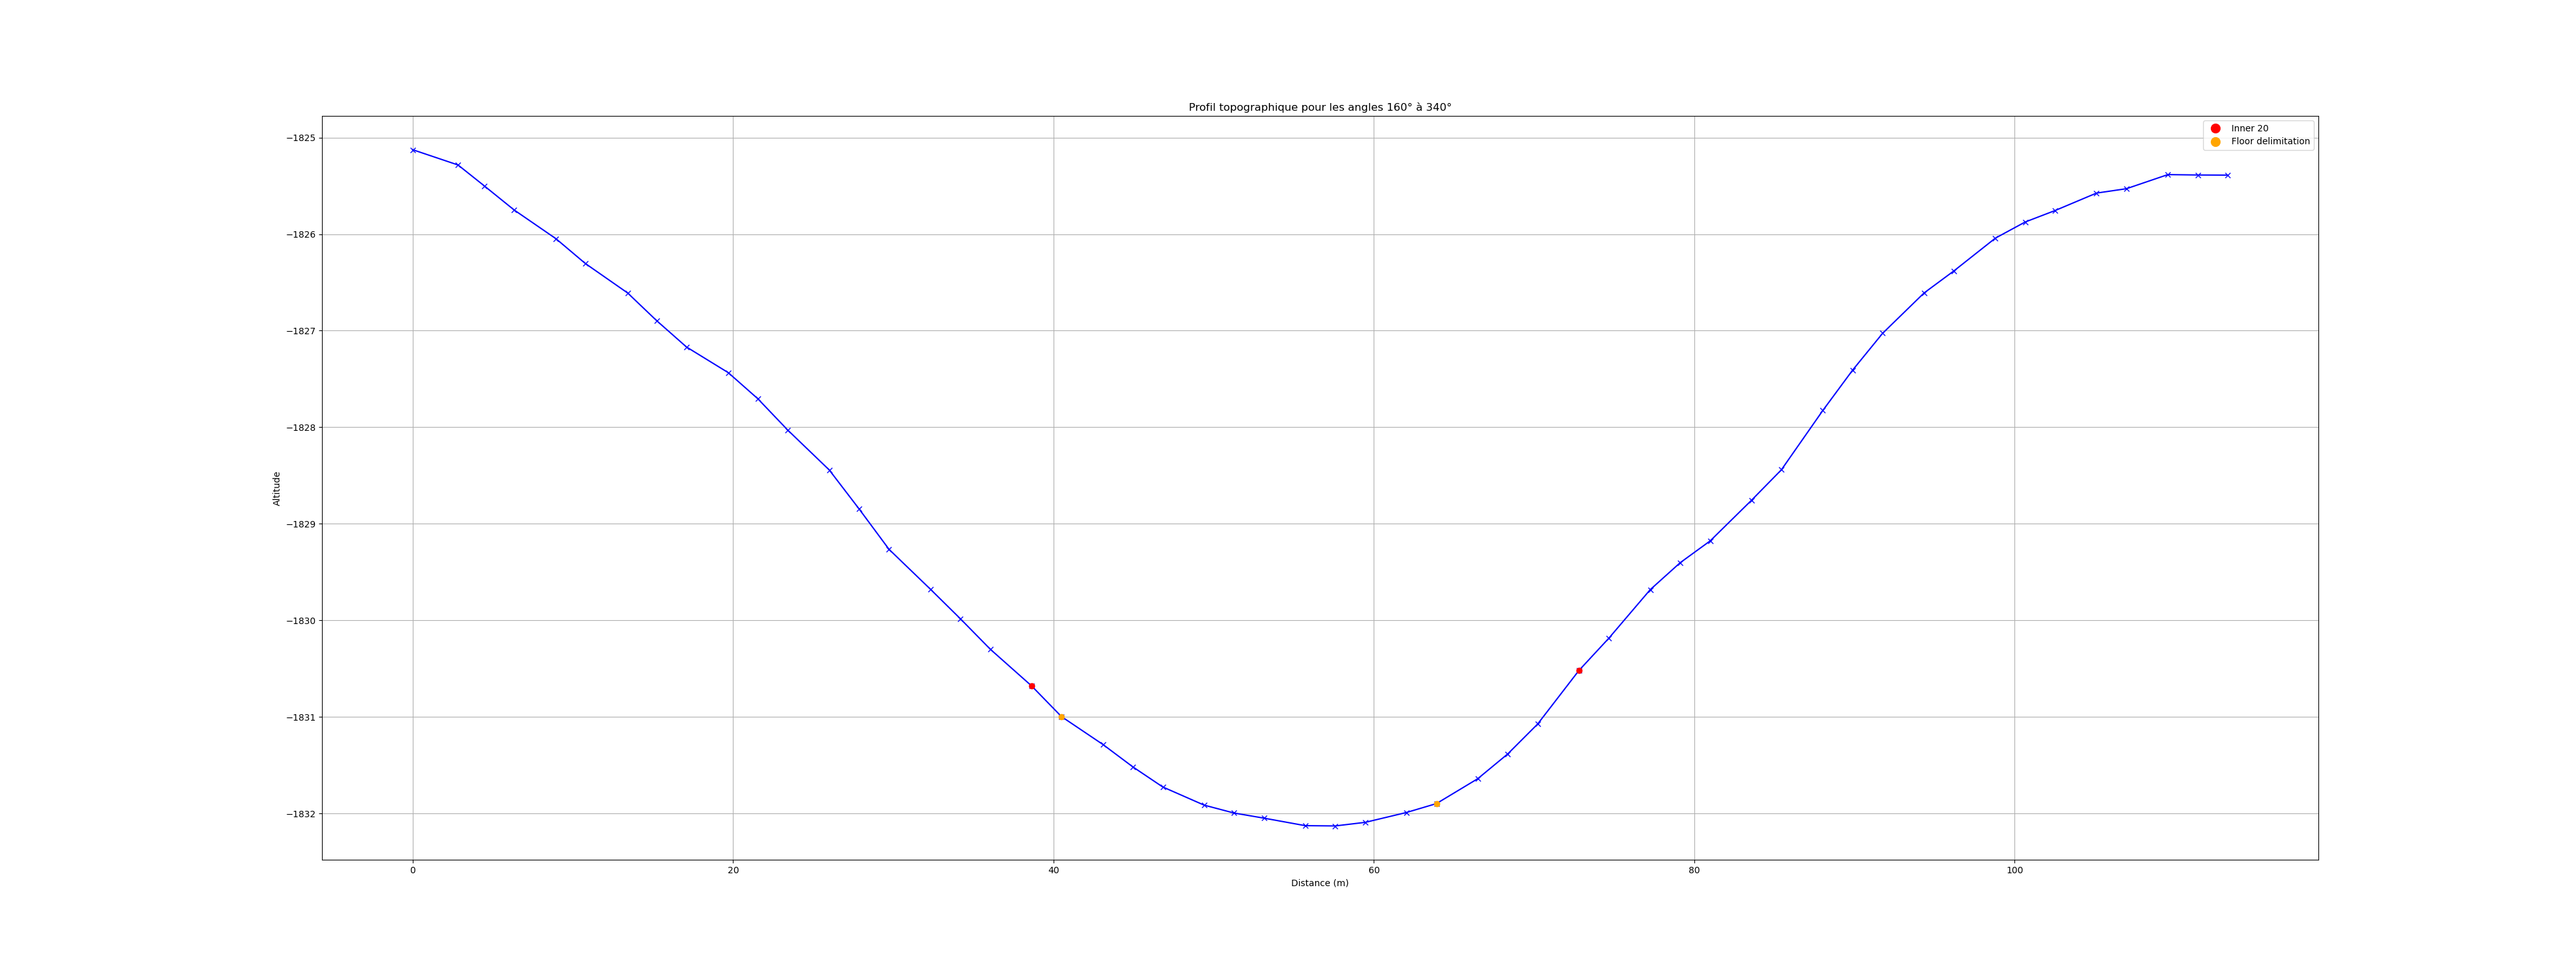 Profil topographique pour les angles 160° à 340°
Inner 20
Floor delimitation
Altitude
−1825
−1826
−1827
−1828
−1829
−1830
−1831
−1832
0 20 40 60 80 100
Distance (m)